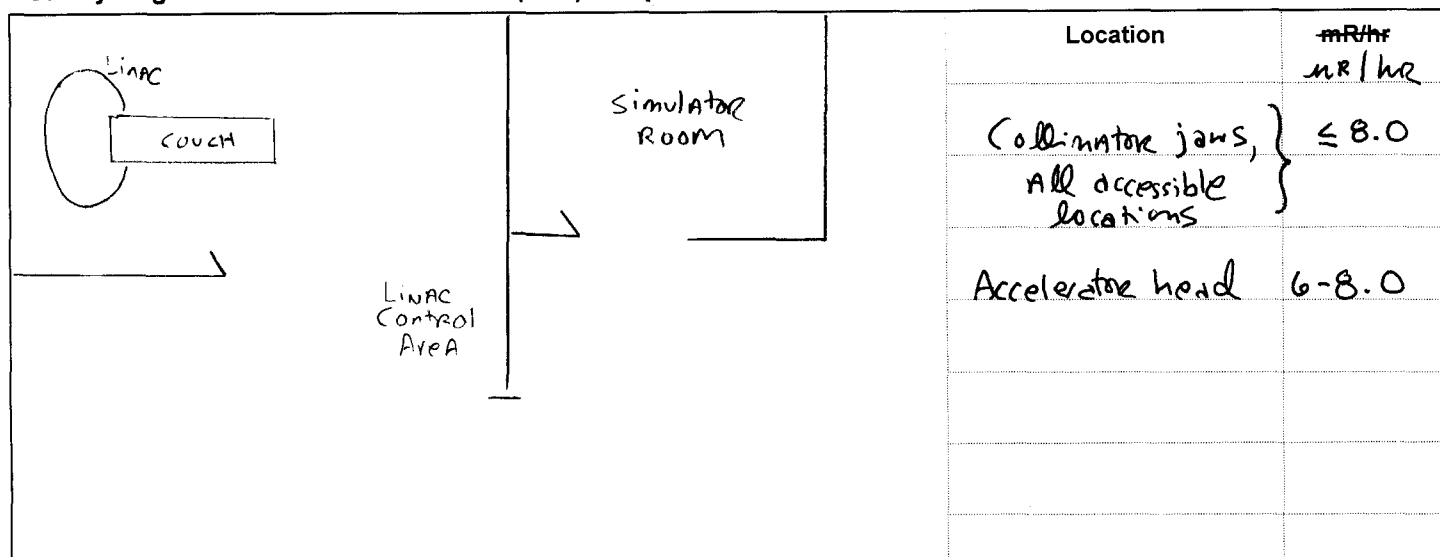 LinAC
COUCH
Simulator
Room
LinAC
Control
Area
Location
mR/hr
µR/hR
Collimator jaws,
All accessible
locations
≤ 8.0
Accelerator head
6-8.0